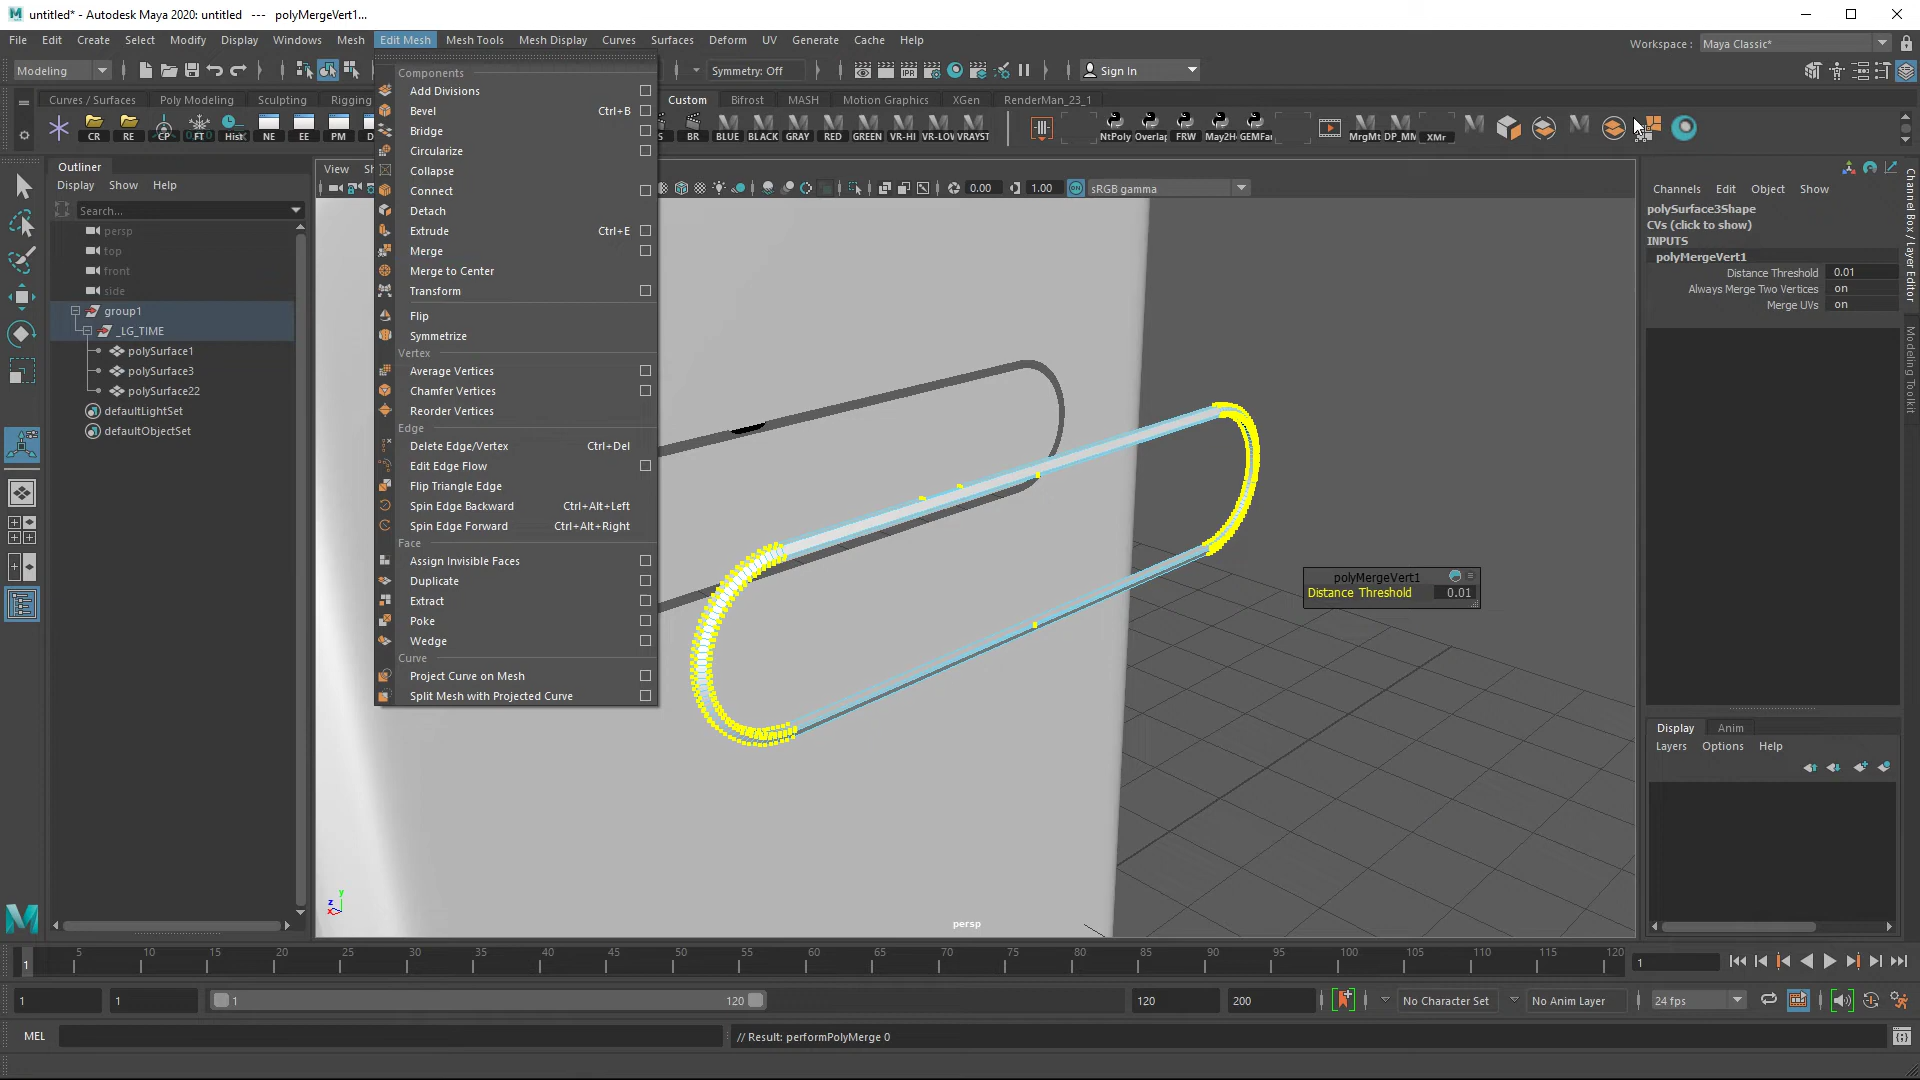 untitled* - Autodesk Maya 2020: untitled   ---   polyMergeVert1...
File Edit Create Select Modify Display Windows Mesh Edit Mesh Mesh Tools Mesh Display Curves Surfaces Deform UV Generate Cache Help
Workspace : Maya Classic*
Modeling
Symmetry: Off
Sign In
Curves / Surfaces Poly Modeling Sculpting Rigging Custom Bifrost MASH Motion Graphics XGen RenderMan_23_1
CR RE CP FT Hist NE EE PM BR BLUE BLACK GRAY RED GREEN VR-HI VR-LOV VRAYST NtPoly Overlap FRW May2H GEMFar MrgMt DP_MM XMr
Outliner
Display Show Help
Search...
persp
top
front
side
group1
_LG_TIME
polySurface1
polySurface3
polySurface22
defaultLightSet
defaultObjectSet
Components
Add Divisions
Bevel Ctrl+B
Bridge
Circularize
Collapse
Connect
Detach
Extrude Ctrl+E
Merge
Merge to Center
Transform
Flip
Symmetrize
Vertex
Average Vertices
Chamfer Vertices
Reorder Vertices
Edge
Delete Edge/Vertex Ctrl+Del
Edit Edge Flow
Flip Triangle Edge
Spin Edge Backward Ctrl+Alt+Left
Spin Edge Forward Ctrl+Alt+Right
Face
Assign Invisible Faces
Duplicate
Extract
Poke
Wedge
Curve
Project Curve on Mesh
Split Mesh with Projected Curve
View
0.00 1.00 sRGB gamma
polyMergeVert1
Distance Threshold 0.01
persp
y
z
x
Channels Edit Object Show
polySurface3Shape
CVs (click to show)
INPUTS
polyMergeVert1
Distance Threshold 0.01
Always Merge Two Vertices on
Merge UVs on
Channel Box / Layer Editor
Modeling Toolkit
Display Anim
Layers Options Help
1 5 10 15 20 25 30 35 40 45 50 55 60 65 70 75 80 85 90 95 100 105 110 115 120
1
1 1 1 120 120 200 No Character Set No Anim Layer 24 fps
MEL // Result: performPolyMerge 0